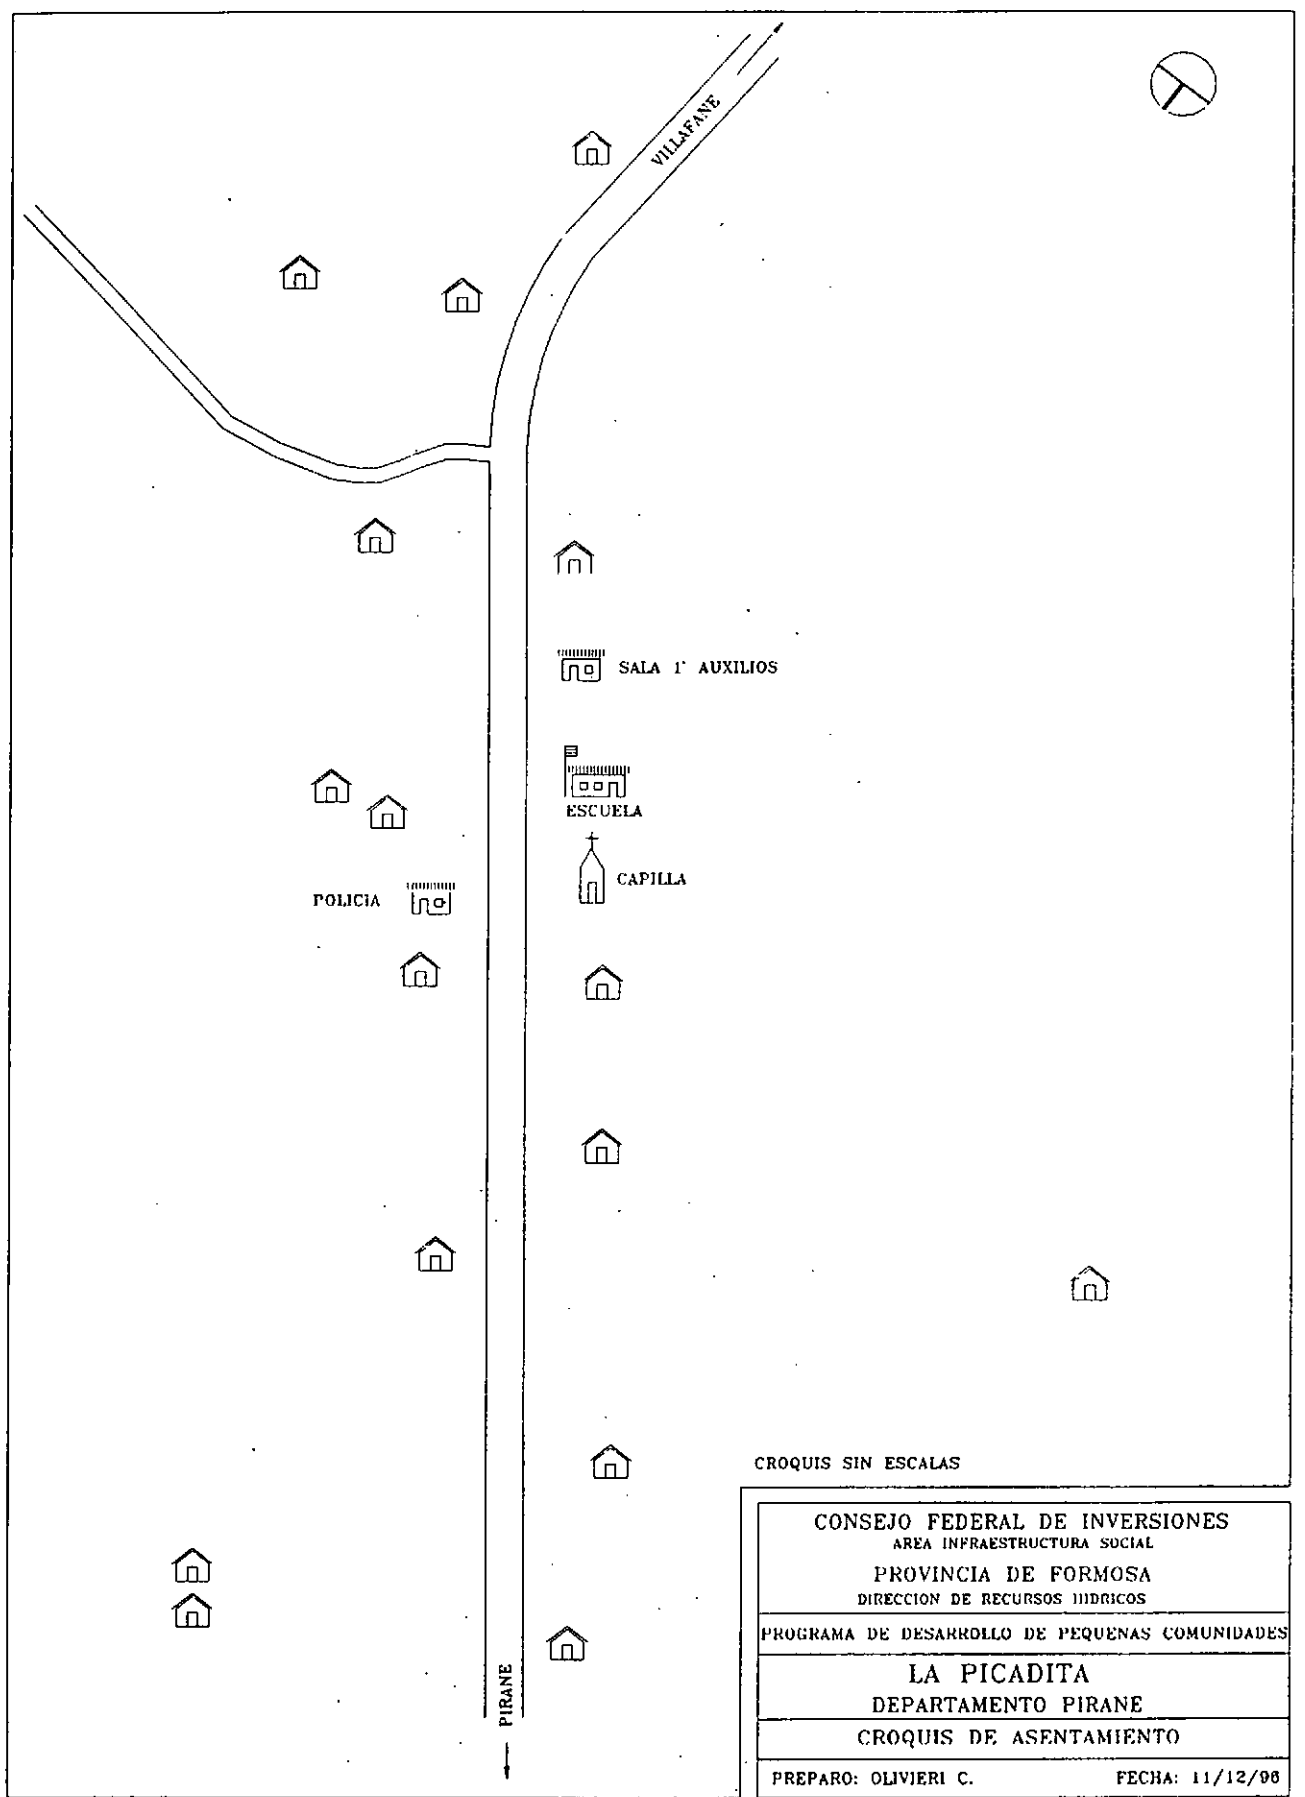 VILLAFANE
SALA 1° AUXILIOS
ESCUELA
CAPILLA
POLICIA
PIRANE
CROQUIS SIN ESCALAS
CONSEJO FEDERAL DE INVERSIONES
AREA INFRAESTRUCTURA SOCIAL
PROVINCIA DE FORMOSA
DIRECCION DE RECURSOS HIDRICOS
PROGRAMA DE DESARROLLO DE PEQUENAS COMUNIDADES
LA PICADITA
DEPARTAMENTO PIRANE
CROQUIS DE ASENTAMIENTO
PREPARO: OLIVIERI C. FECHA: 11/12/96